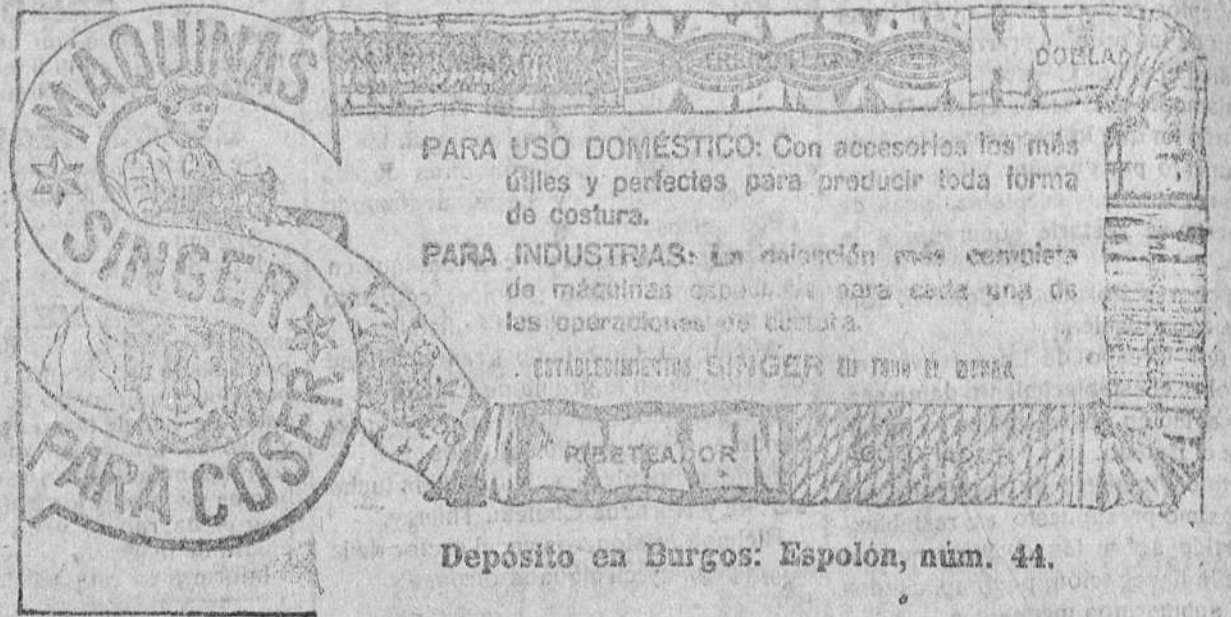 MÁQUINAS
SINGER
PARA COSER
DOBLAD
PARA USO DOMÉSTICO: Con accesorios los más
útiles y perfectos para producir toda forma
de costura.
PARA INDUSTRIAS: La más completa
de máquinas para cada una de
las operaciones de costura.
ESTABLECIMIENTOS SINGER EN TODO EL MUNDO
RIBETEADOR
Depósito en Burgos: Espolón, núm. 44.